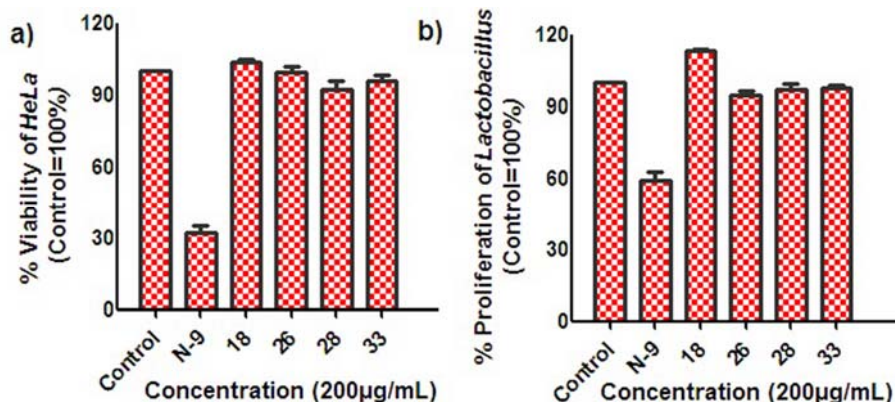 a)
% Viability of HeLa
(Control=100%)
120
90
60
30
0
Control
N-9
18
26
28
33
Concentration (200µg/mL)
b)
% Proliferation of Lactobacillus
(Control=100%)
120
90
60
30
0
Control
N-9
18
26
28
33
Concentration (200µg/mL)